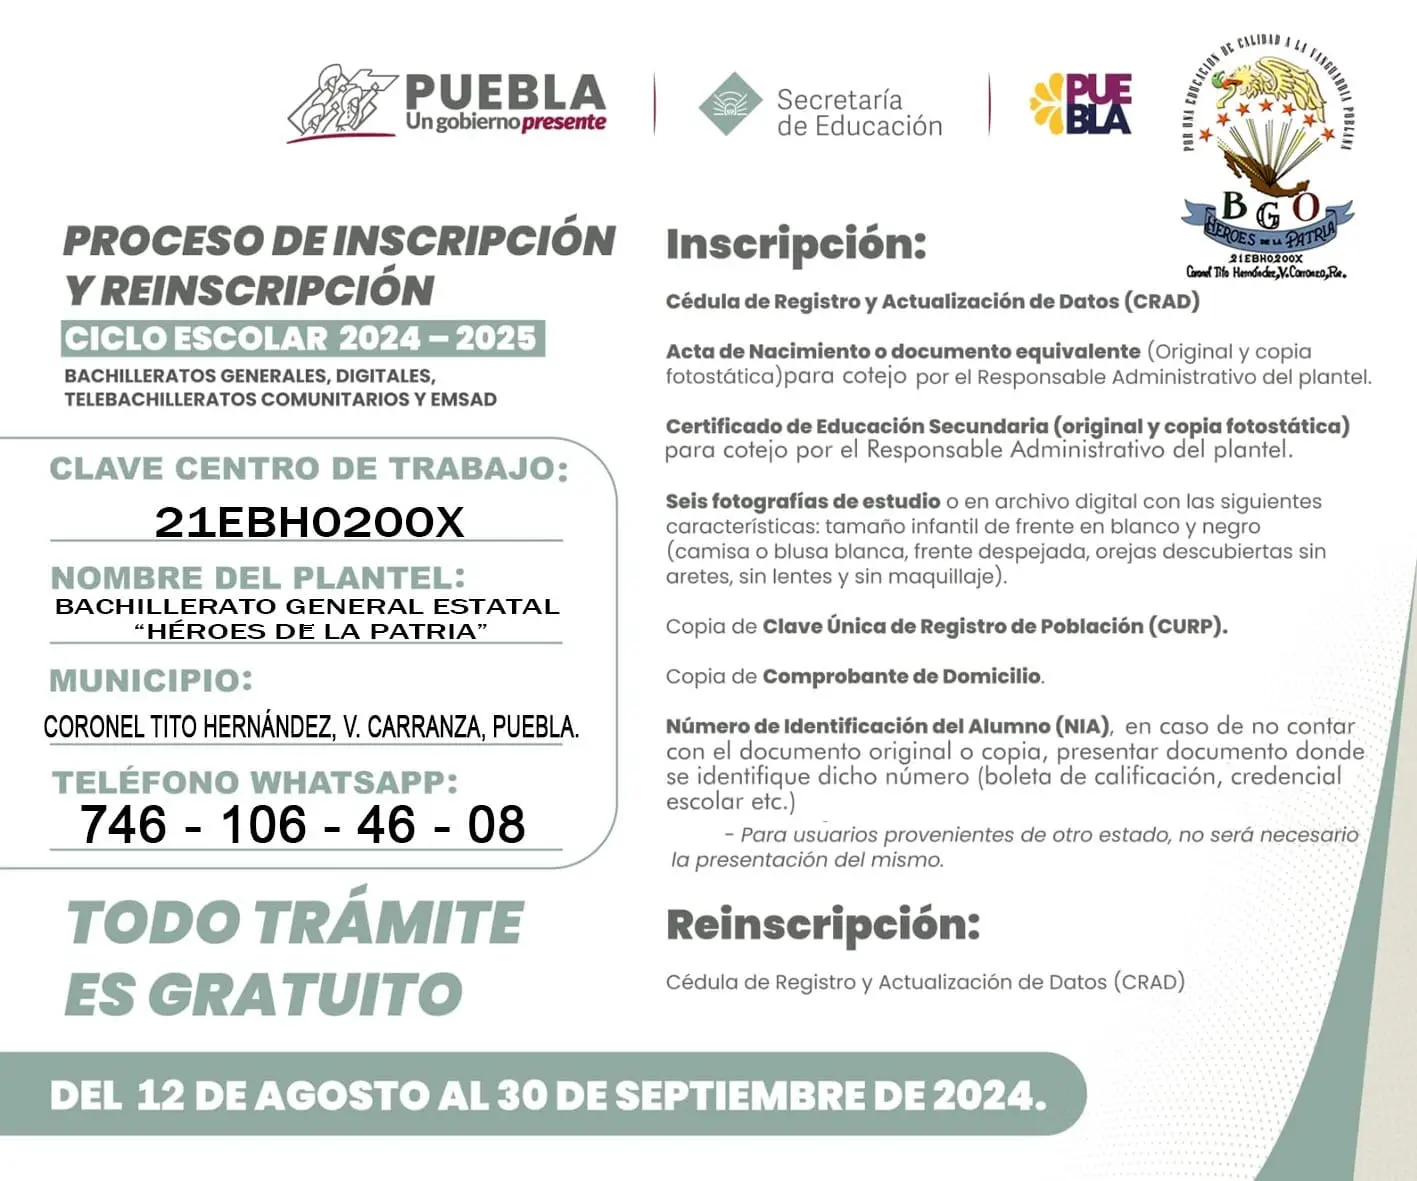 PUEBLA
Un gobierno presente
Secretaría
de Educación
PUE
BLA
POR UNA EDUCACION DE CALIDAD A LA VANGUARDIA POBLANA
B G O
HEROES DE LA PATRIA
21EBH0200X
Coronel Tito Hernández, V. Carranza, Pue.
PROCESO DE INSCRIPCIÓN
Y REINSCRIPCIÓN
CICLO ESCOLAR 2024 – 2025
BACHILLERATOS GENERALES, DIGITALES,
TELEBACHILLERATOS COMUNITARIOS Y EMSAD
CLAVE CENTRO DE TRABAJO:
21EBH0200X
NOMBRE DEL PLANTEL:
BACHILLERATO GENERAL ESTATAL
“HÉROES DE LA PATRIA”
MUNICIPIO:
CORONEL TITO HERNÁNDEZ, V. CARRANZA, PUEBLA.
TELÉFONO WHATSAPP:
746 - 106 - 46 - 08
TODO TRÁMITE
ES GRATUITO
Inscripción:
Cédula de Registro y Actualización de Datos (CRAD)
Acta de Nacimiento o documento equivalente (Original y copia
fotostática)para cotejo por el Responsable Administrativo del plantel.
Certificado de Educación Secundaria (original y copia fotostática)
para cotejo por el Responsable Administrativo del plantel.
Seis fotografías de estudio o en archivo digital con las siguientes
características: tamaño infantil de frente en blanco y negro
(camisa o blusa blanca, frente despejada, orejas descubiertas sin
aretes, sin lentes y sin maquillaje).
Copia de Clave Única de Registro de Población (CURP).
Copia de Comprobante de Domicilio.
Número de Identificación del Alumno (NIA), en caso de no contar
con el documento original o copia, presentar documento donde
se identifique dicho número (boleta de calificación, credencial
escolar etc.)
- Para usuarios provenientes de otro estado, no será necesario
la presentación del mismo.
Reinscripción:
Cédula de Registro y Actualización de Datos (CRAD)
DEL 12 DE AGOSTO AL 30 DE SEPTIEMBRE DE 2024.